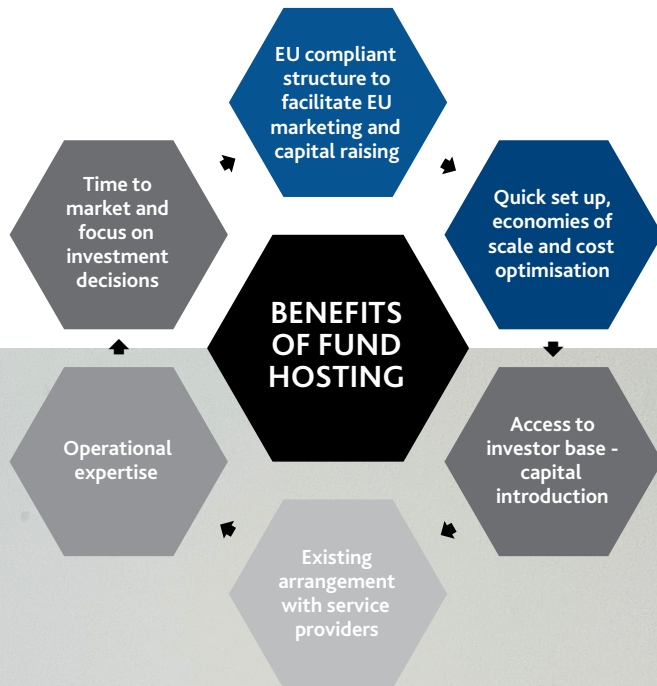 EU compliant
structure to
facilitate EU
marketing and
capital raising
Quick set up,
economies of
scale and cost
optimisation
Access to
investor base -
capital
introduction
Existing
arrangement
with service
providers
Operational
expertise
Time to
market and
focus on
investment
decisions
BENEFITS
OF FUND
HOSTING